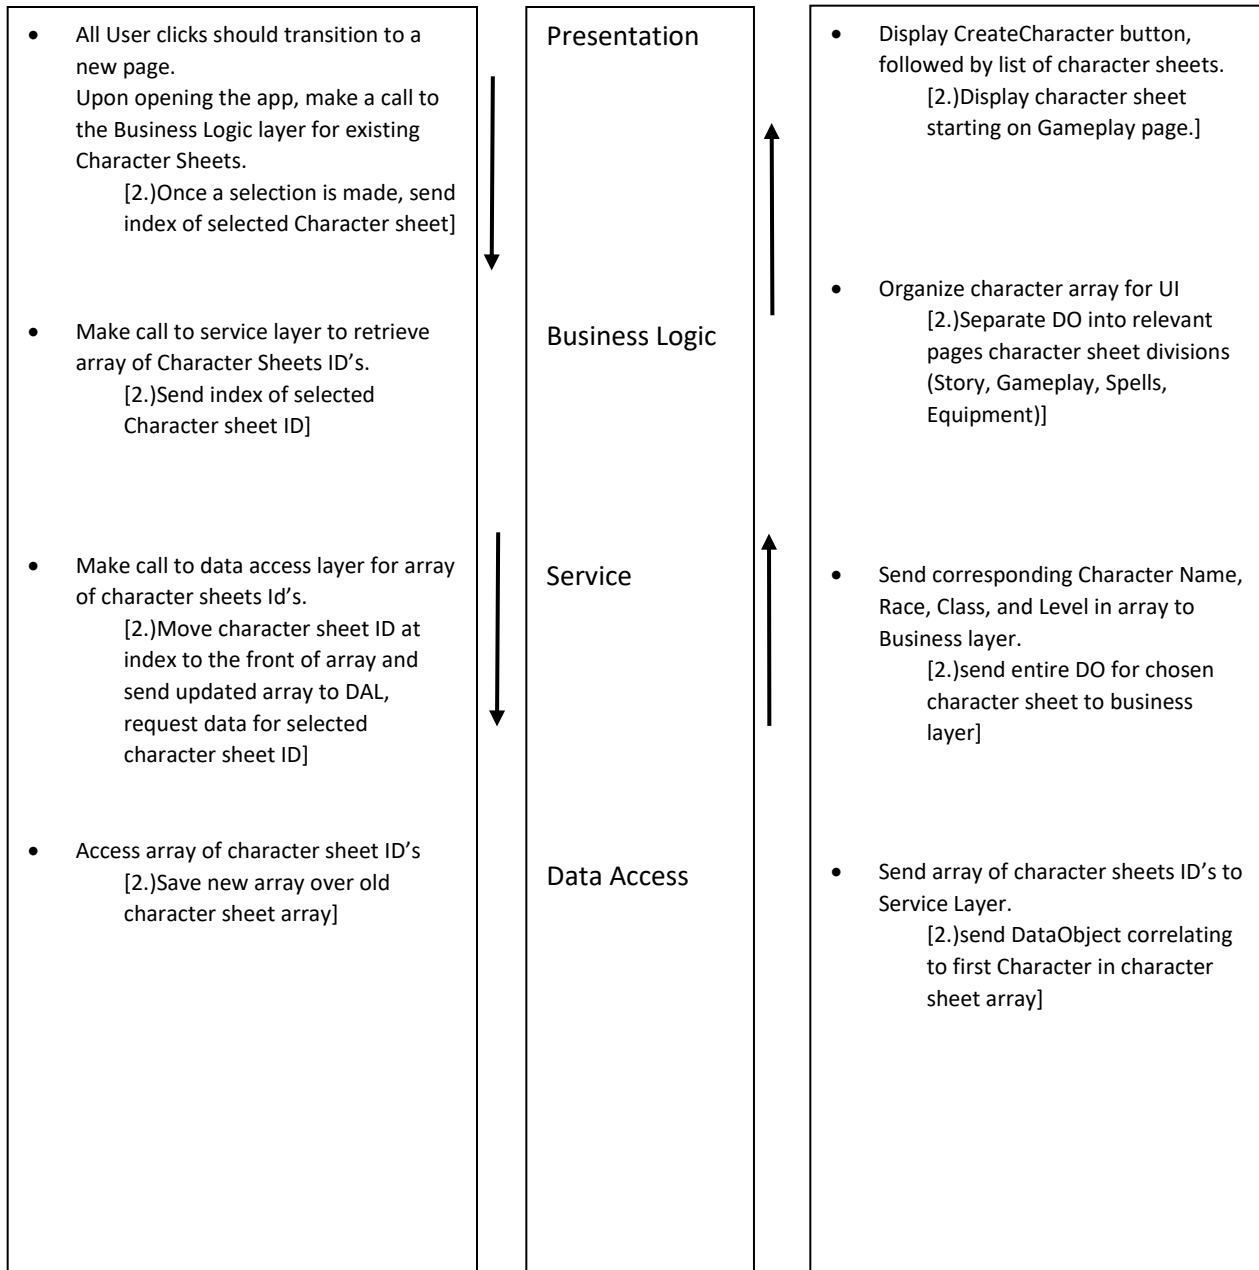 • All User clicks should transition to a
new page.
Upon opening the app, make a call to
the Business Logic layer for existing
Character Sheets.
[2.)Once a selection is made, send
index of selected Character sheet]
• Make call to service layer to retrieve
array of Character Sheets ID’s.
[2.)Send index of selected
Character sheet ID]
• Make call to data access layer for array
of character sheets Id’s.
[2.)Move character sheet ID at
index to the front of array and
send updated array to DAL,
request data for selected
character sheet ID]
• Access array of character sheet ID’s
[2.)Save new array over old
character sheet array]
Presentation
Business Logic
Service
Data Access
• Display CreateCharacter button,
followed by list of character sheets.
[2.)Display character sheet
starting on Gameplay page.]
• Organize character array for UI
[2.)Separate DO into relevant
pages character sheet divisions
(Story, Gameplay, Spells,
Equipment)]
• Send corresponding Character Name,
Race, Class, and Level in array to
Business layer.
[2.)send entire DO for chosen
character sheet to business
layer]
• Send array of character sheets ID’s to
Service Layer.
[2.)send DataObject correlating
to first Character in character
sheet array]